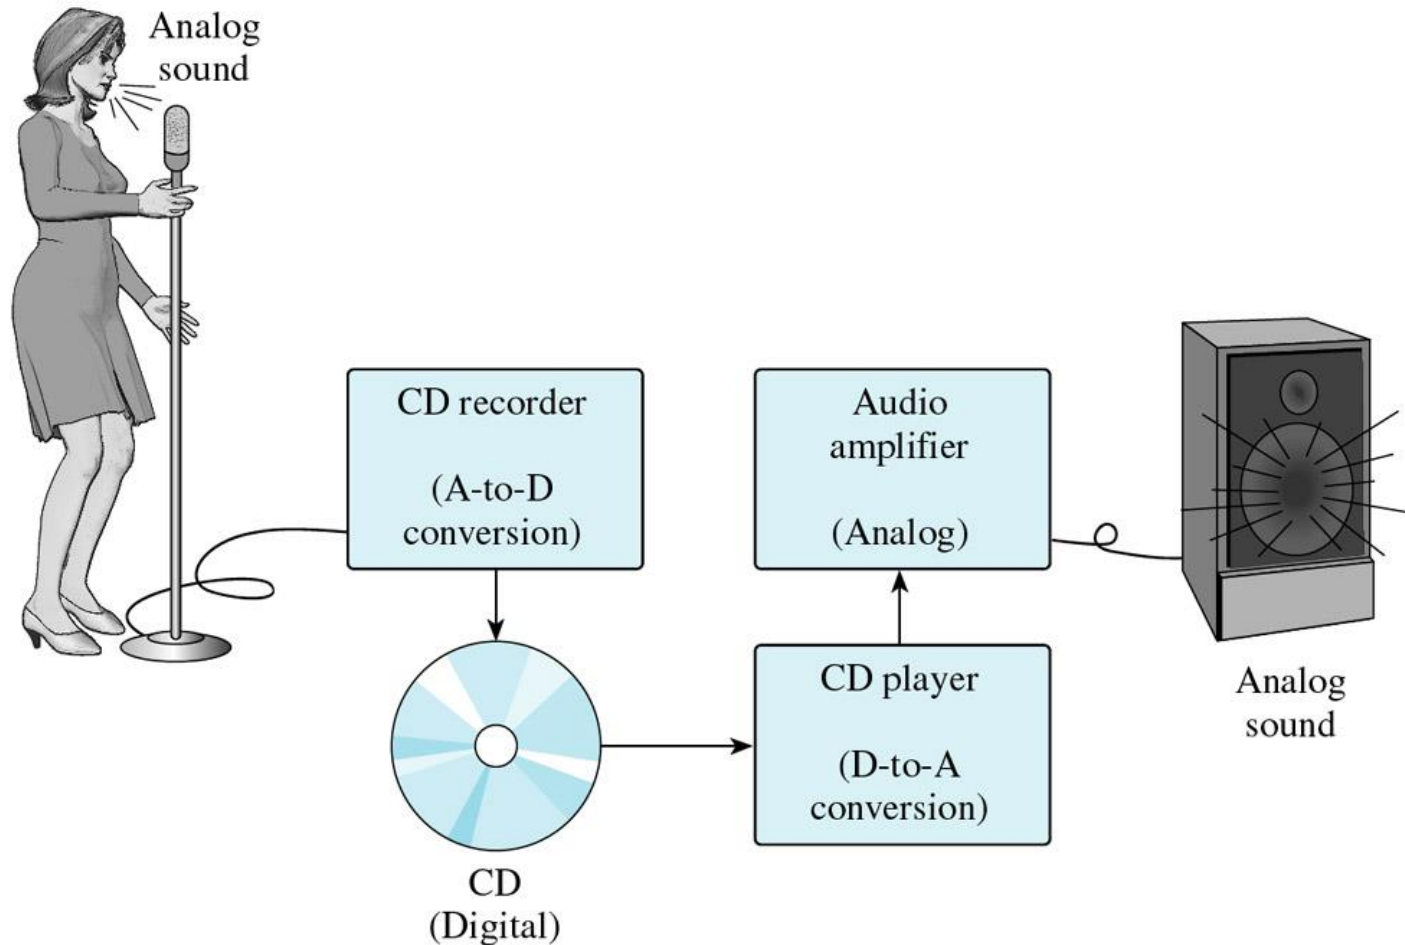 Analog
sound
CD recorder
(A-to-D
conversion)
CD
(Digital)
CD player
(D-to-A
conversion)
Audio
amplifier
(Analog)
Analog
sound